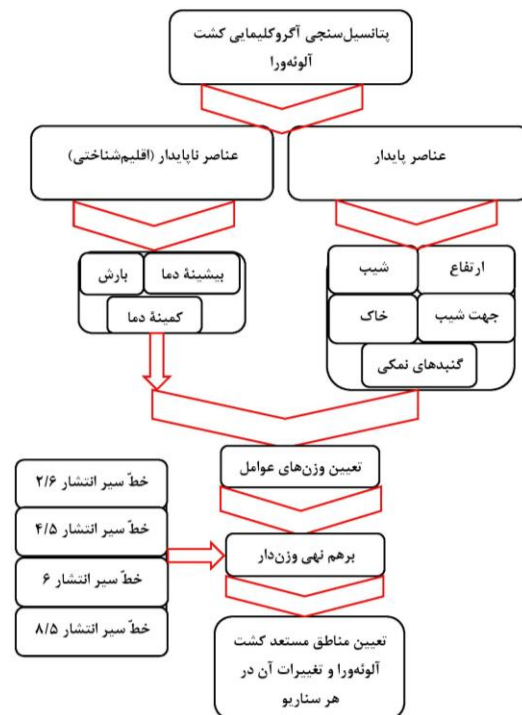 پتانسیل‌سنجی آگروکلیمایی کشت
آلوئه‌ورا
عناصر پایدار
عناصر ناپایدار (اقلیم‌شناختی)
ارتفاع
شیب
جهت شیب
خاک
گنبدهای نمکی
بیشینهٔ دما
بارش
کمینهٔ دما
تعیین وزن‌های عوامل
خطّ سیر انتشار ۲/۶
خطّ سیر انتشار ۴/۵
خطّ سیر انتشار ۶
خطّ سیر انتشار ۸/۵
برهم نهی وزن‌دار
تعیین مناطق مستعد کشت
آلوئه‌ورا و تغییرات آن در
هر سناریو